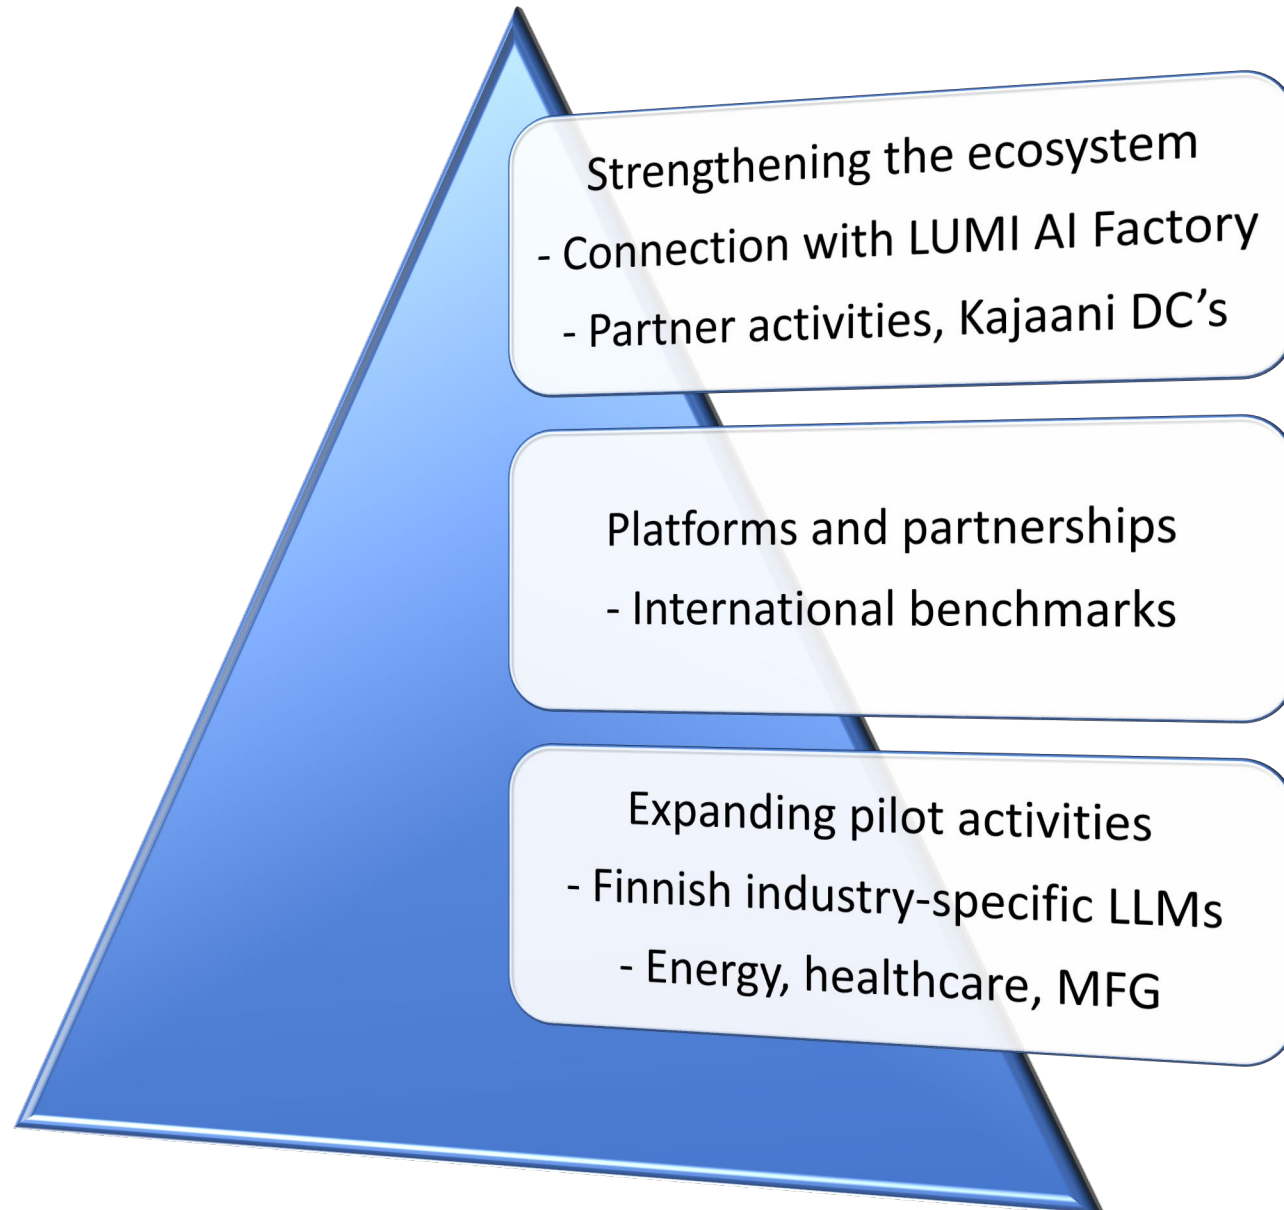 Strengthening the ecosystem
- Connection with LUMI AI Factory
- Partner activities, Kajaani DC’s
Platforms and partnerships
- International benchmarks
Expanding pilot activities
- Finnish industry-specific LLMs
- Energy, healthcare, MFG